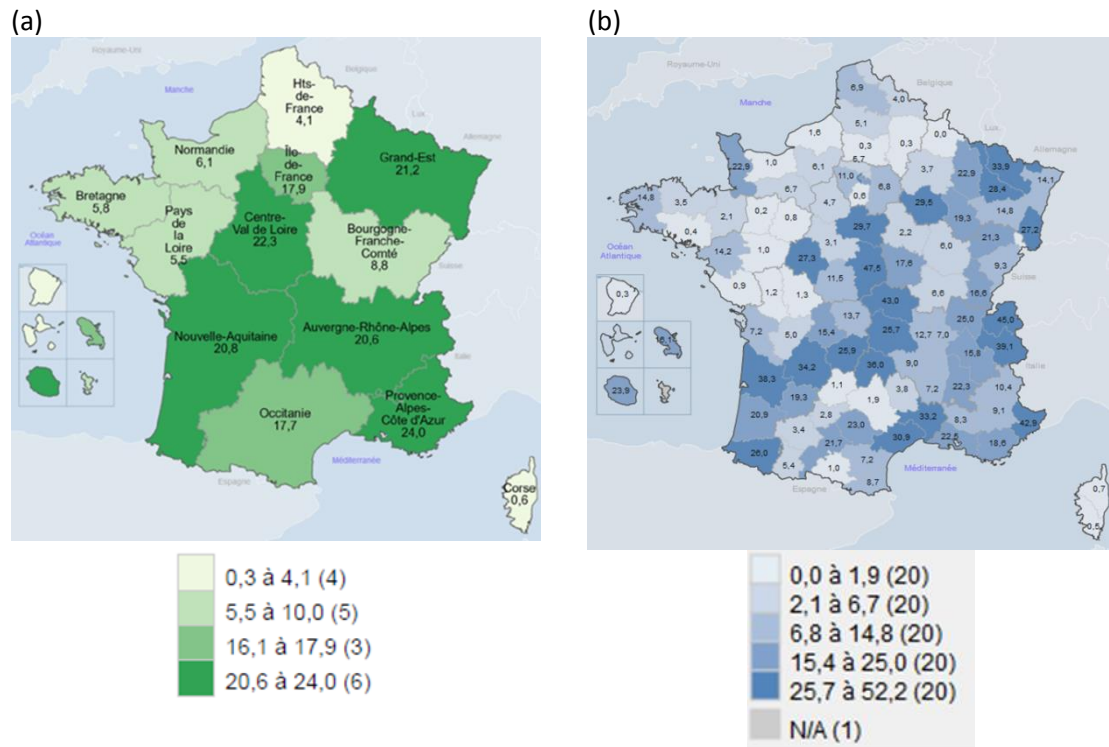 (a)
(b)
Royaume-Uni
Belgique
Manche
Lux.
Allemagne
Hts-
de-
France
4,1
Normandie
6,1
Île-
de-
France
17,9
Grand-Est
21,2
Bretagne
5,8
Pays
de la
Loire
5,5
Centre-
Val de Loire
22,3
Bourgogne-
Franche-
Comté
8,8
Océan
Atlantique
Suisse
Nouvelle-Aquitaine
20,8
Auvergne-Rhône-Alpes
20,6
Italie
Occitanie
17,7
Provence-
Alpes-
Côte d'Azur
24,0
Méditerranée
Espagne
Corse
0,6
0,3 à 4,1 (4)
5,5 à 10,0 (5)
16,1 à 17,9 (3)
20,6 à 24,0 (6)
Royaume-Uni
Belgique
Manche
Lux.
Allemagne
6,9
4,0
5,1
1,6
0,3
0,3
0,0
22,9
1,0
6,1
5,7
3,7
22,9
33,9
14,1
11,0
6,8
28,4
14,8
3,5
6,7
4,7
0,6
29,5
14,8
2,1
0,2
0,8
29,7
19,3
27,2
0,4
14,2
1,0
3,1
2,2
6,0
21,3
Océan
Atlantique
27,3
47,5
17,6
9,3
Suisse
11,5
0,9
1,2
1,3
43,0
6,6
16,6
0,3
13,7
25,0
45,0
7,2
5,0
15,4
25,7
12,7
7,0
39,1
25,9
15,8
34,2
36,0
9,0
Italie
38,3
1,1
3,8
7,2
22,3
10,4
23,9
19,3
1,9
20,9
2,8
23,0
33,2
8,3
9,1
42,9
3,4
21,7
30,9
22,5
18,6
26,0
5,4
1,0
7,2
Méditerranée
Espagne
8,7
0,7
0,5
0,0 à 1,9 (20)
2,1 à 6,7 (20)
6,8 à 14,8 (20)
15,4 à 25,0 (20)
25,7 à 52,2 (20)
N/A (1)